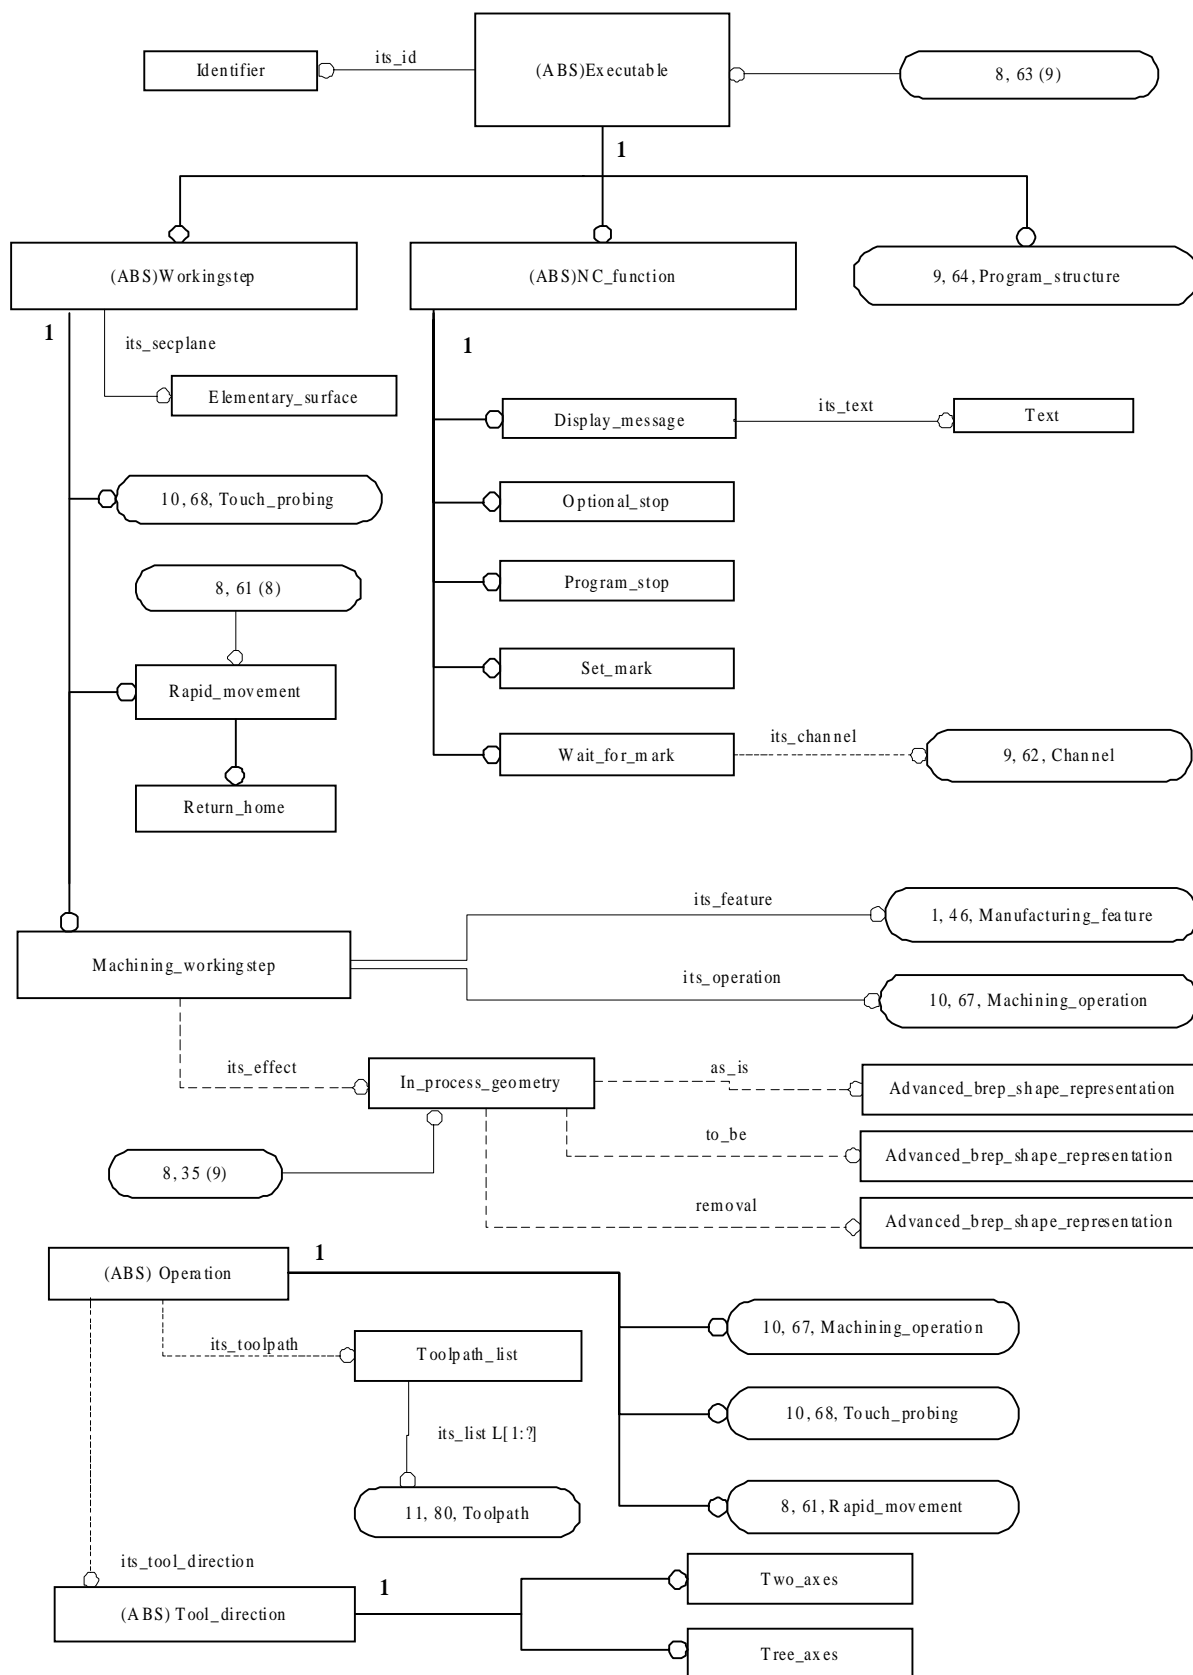 its_id
Identifier
(ABS)Executable
8, 63 (9)
1
(ABS)Workingstep
(ABS)NC_function
9, 64, Program_structure
1
its_secplane
1
Elementary_surface
Display_message
its_text
Text
10, 68, Touch_probing
Optional_stop
8, 61 (8)
Program_stop
Rapid_movement
Set_mark
Return_home
Wait_for_mark
its_channel
9, 62, Channel
its_feature
1, 46, Manufacturing_feature
Machining_workingstep
its_operation
10, 67, Machining_operation
its_effect
In_process_geometry
as_is
Advanced_brep_shape_representation
to_be
Advanced_brep_shape_representation
8, 35 (9)
removal
Advanced_brep_shape_representation
(ABS) Operation
1
its_toolpath
Toolpath_list
10, 67, Machining_operation
its_list L[1:?]
10, 68, Touch_probing
11, 80, Toolpath
8, 61, Rapid_movement
its_tool_direction
(ABS) Tool_direction
1
Two_axes
Tree_axes